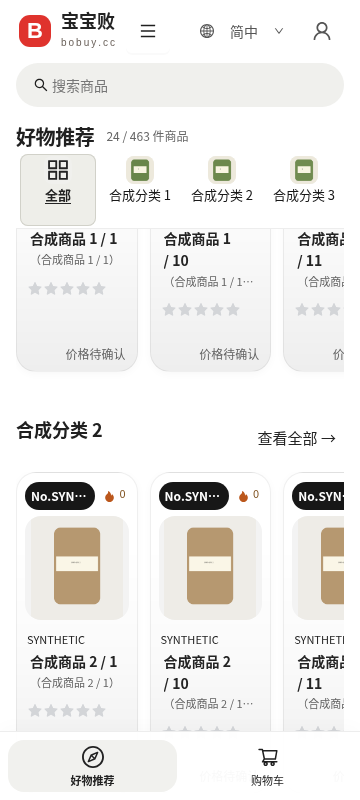 B 宝宝败
bobuy.cc
简中
搜索商品
好物推荐 24 / 463 件商品
全部 合成分类 1 合成分类 2 合成分类 3
合成商品 1 / 1
（合成商品 1 / 1）
价格待确认
合成商品 1
/ 10
（合成商品 1 / 1…
价格待确认
合成商品
/ 11
（合成商品
价
合成分类 2
查看全部 →
No.SYN… 0
SYNTHETIC
合成商品 2 / 1
（合成商品 2 / 1）
No.SYN… 0
SYNTHETIC
合成商品 2
/ 10
（合成商品 2 / 1…
No.SYN
SYNTHETI
合成商品
/ 11
（合成商品
好物推荐
购物车